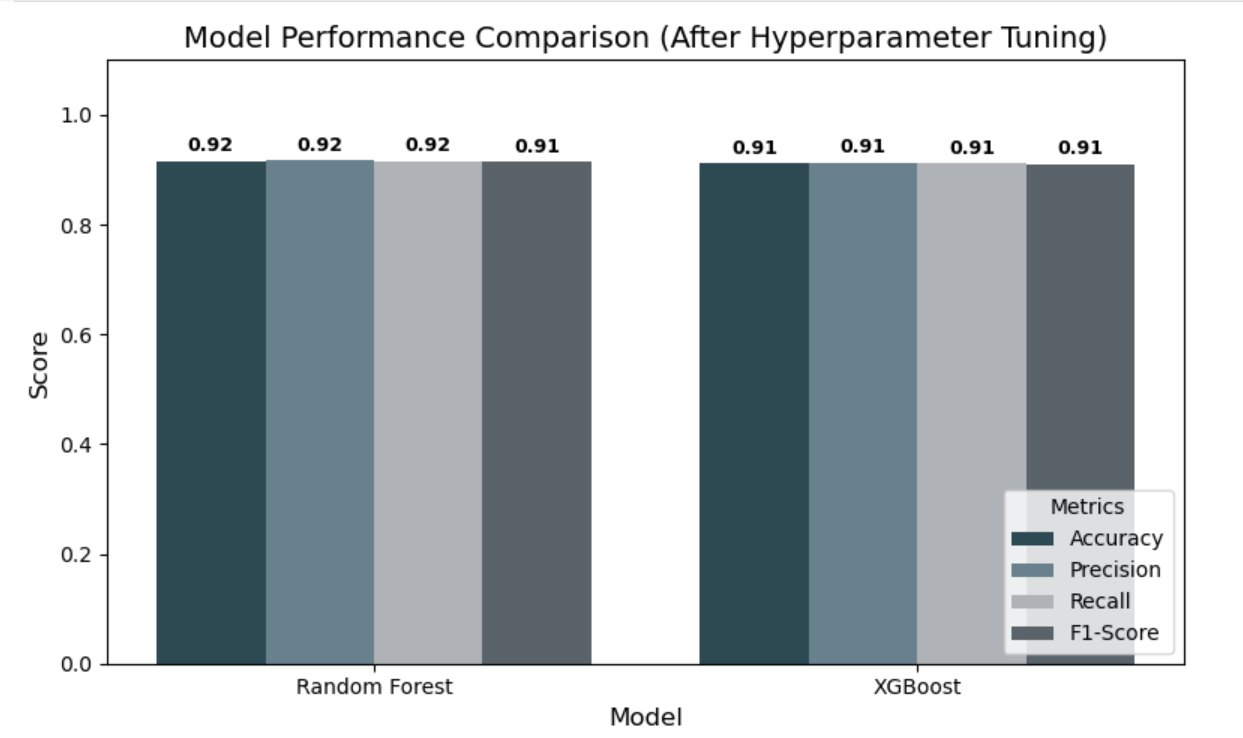 Model Performance Comparison (After Hyperparameter Tuning)
Score
1.0
0.8
0.6
0.4
0.2
0.0
0.92 0.92 0.92 0.91 0.91 0.91 0.91 0.91
Metrics
Accuracy
Precision
Recall
F1-Score
Random Forest XGBoost
Model